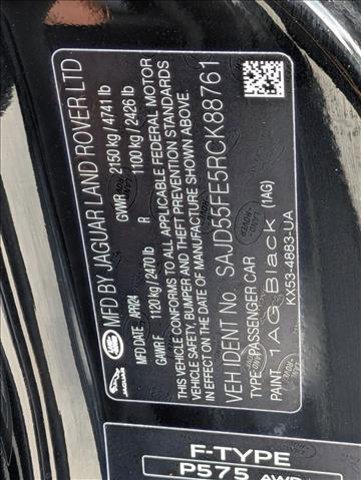 MFD BY JAGUAR LAND ROVER LTD
MFD DATE APR24 GWR 2150 kg / 4741 lb
GAWR F 1120 kg / 2470 lb R 1100 kg / 2426 lb
THIS VEHICLE CONFORMS TO ALL APPLICABLE FEDERAL MOTOR
VEHICLE SAFETY, BUMPER AND THEFT PREVENTION STANDARDS
IN EFFECT ON THE DATE OF MANUFACTURE SHOWN ABOVE.
VEH IDENT NO SAJD55FE5RCK88761
TYPE: PASSENGER CAR
PAINT 1AG Black (1AG)
KX53-4883-UA
JAGUAR
F-TYPE
P575 AWD